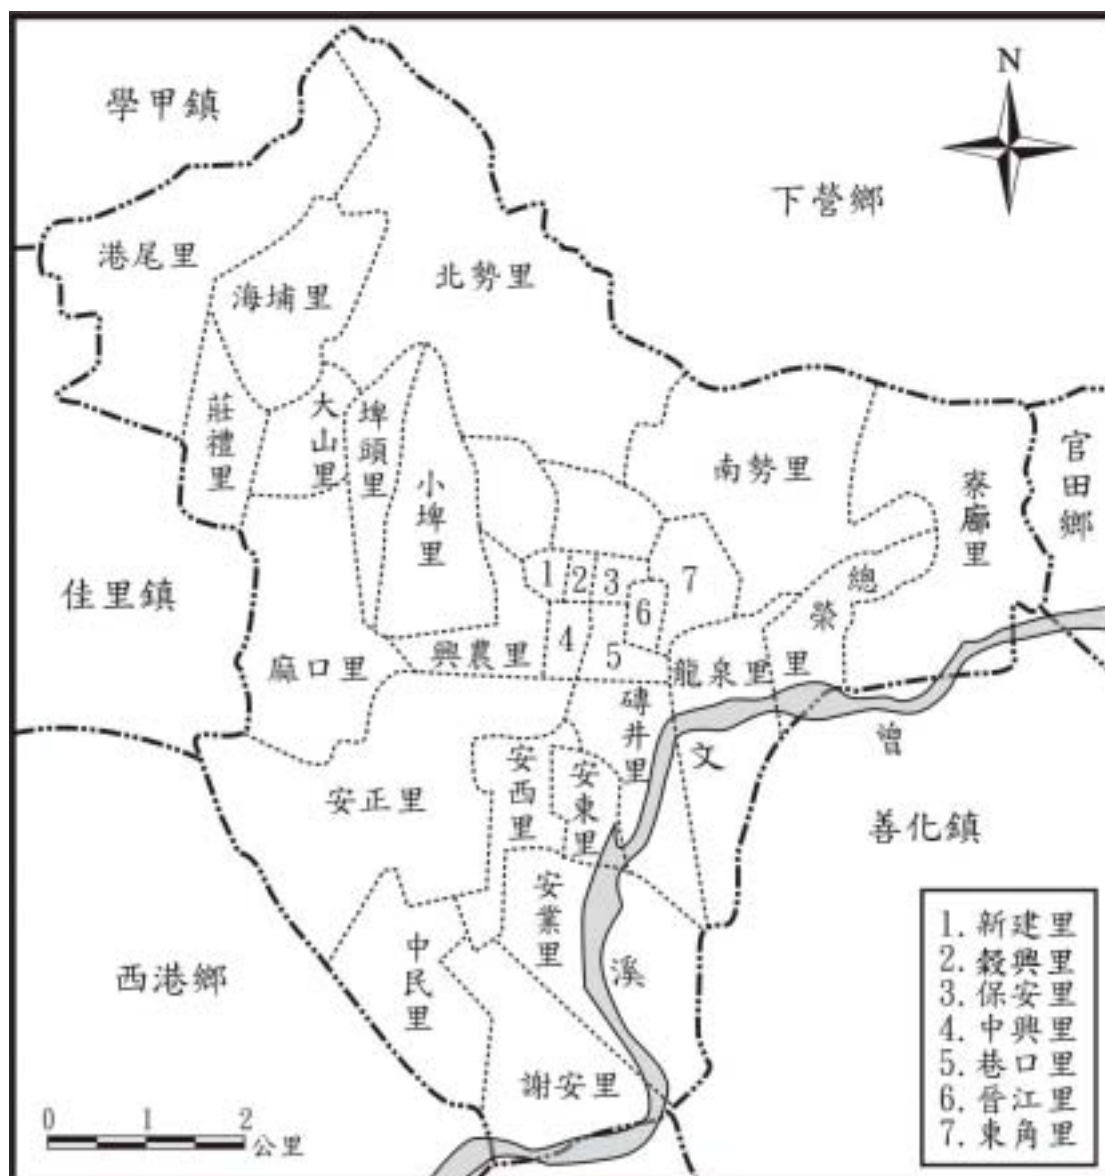 N
學甲鎮
下營鄉
港尾里
海埔里
北勢里
莊禮里
大山里
埤頭里
小埤里
南勢里
寮廍里
官田鄉
佳里鎮
1
2
3
4
5
6
7
總
榮
里
麻口里
興農里
龍泉里
磚井里
安正里
安西里
安東里
文
曾
善化鎮
安業里
中民里
溪
西港鄉
謝安里
0 1 2
公里
1. 新建里
2. 穀興里
3. 保安里
4. 中興里
5. 巷口里
6. 晉江里
7. 東角里